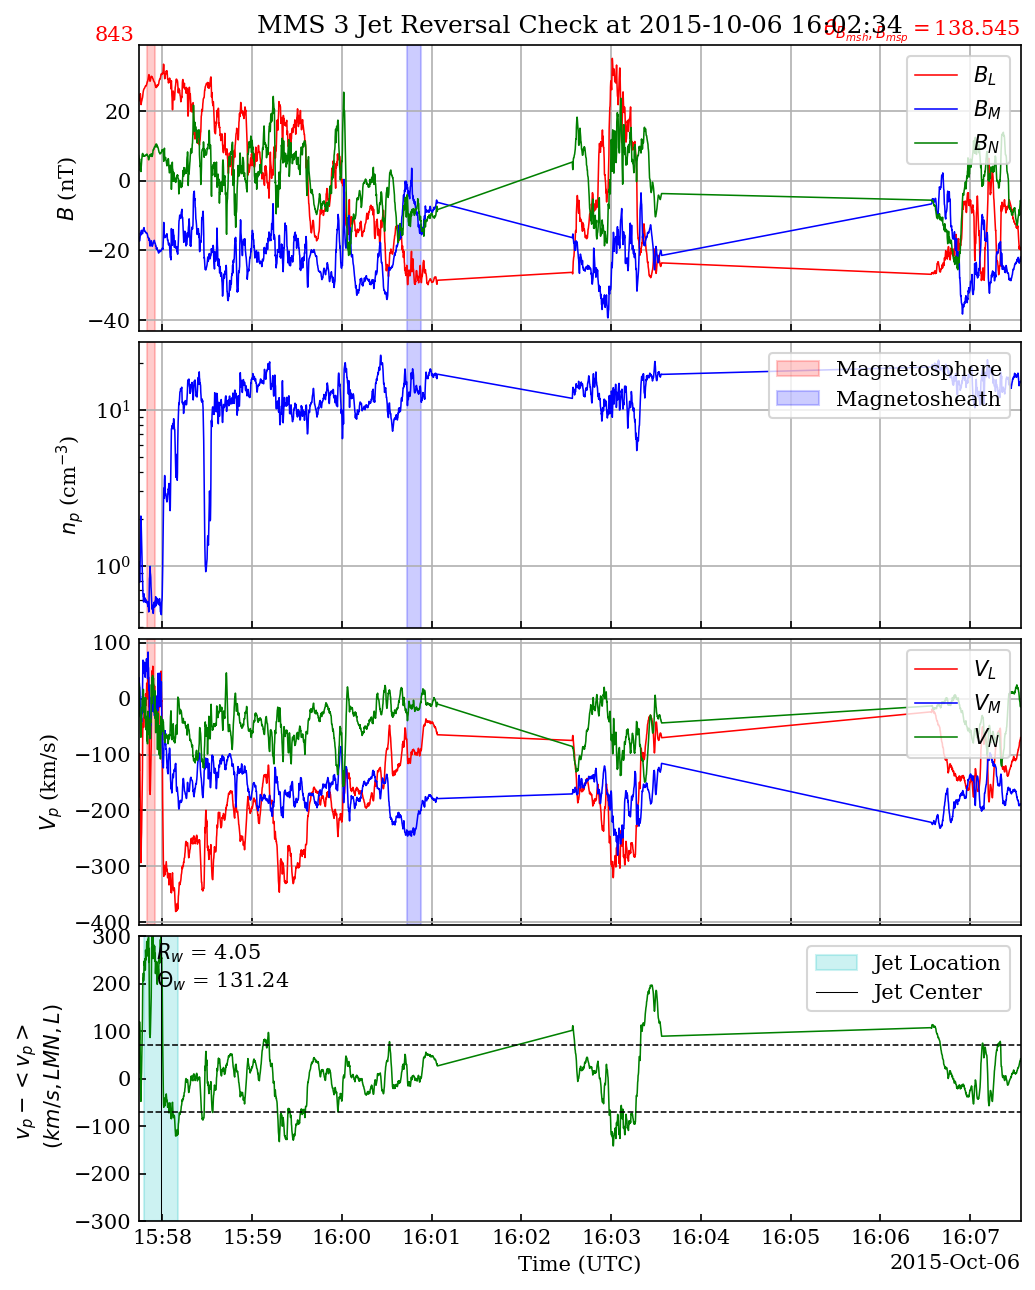 MMS 3 Jet Reversal Check at 2015-10-06 16:02:34
843
B_{msh}, B_{msp} = 138.545
B (nT)
20
0
−20
−40
B_L
B_M
B_N
n_p (cm^{−3})
10^1
10^0
Magnetosphere
Magnetosheath
V_p (km/s)
100
0
−100
−200
−300
−400
V_L
V_M
V_N
v_p − <v_p>
(km/s, LMN, L)
300
200
100
0
−100
−200
−300
R_w = 4.05
Θ_w = 131.24
Jet Location
Jet Center
15:58 15:59 16:00 16:01 16:02 16:03 16:04 16:05 16:06 16:07
Time (UTC)
2015-Oct-06